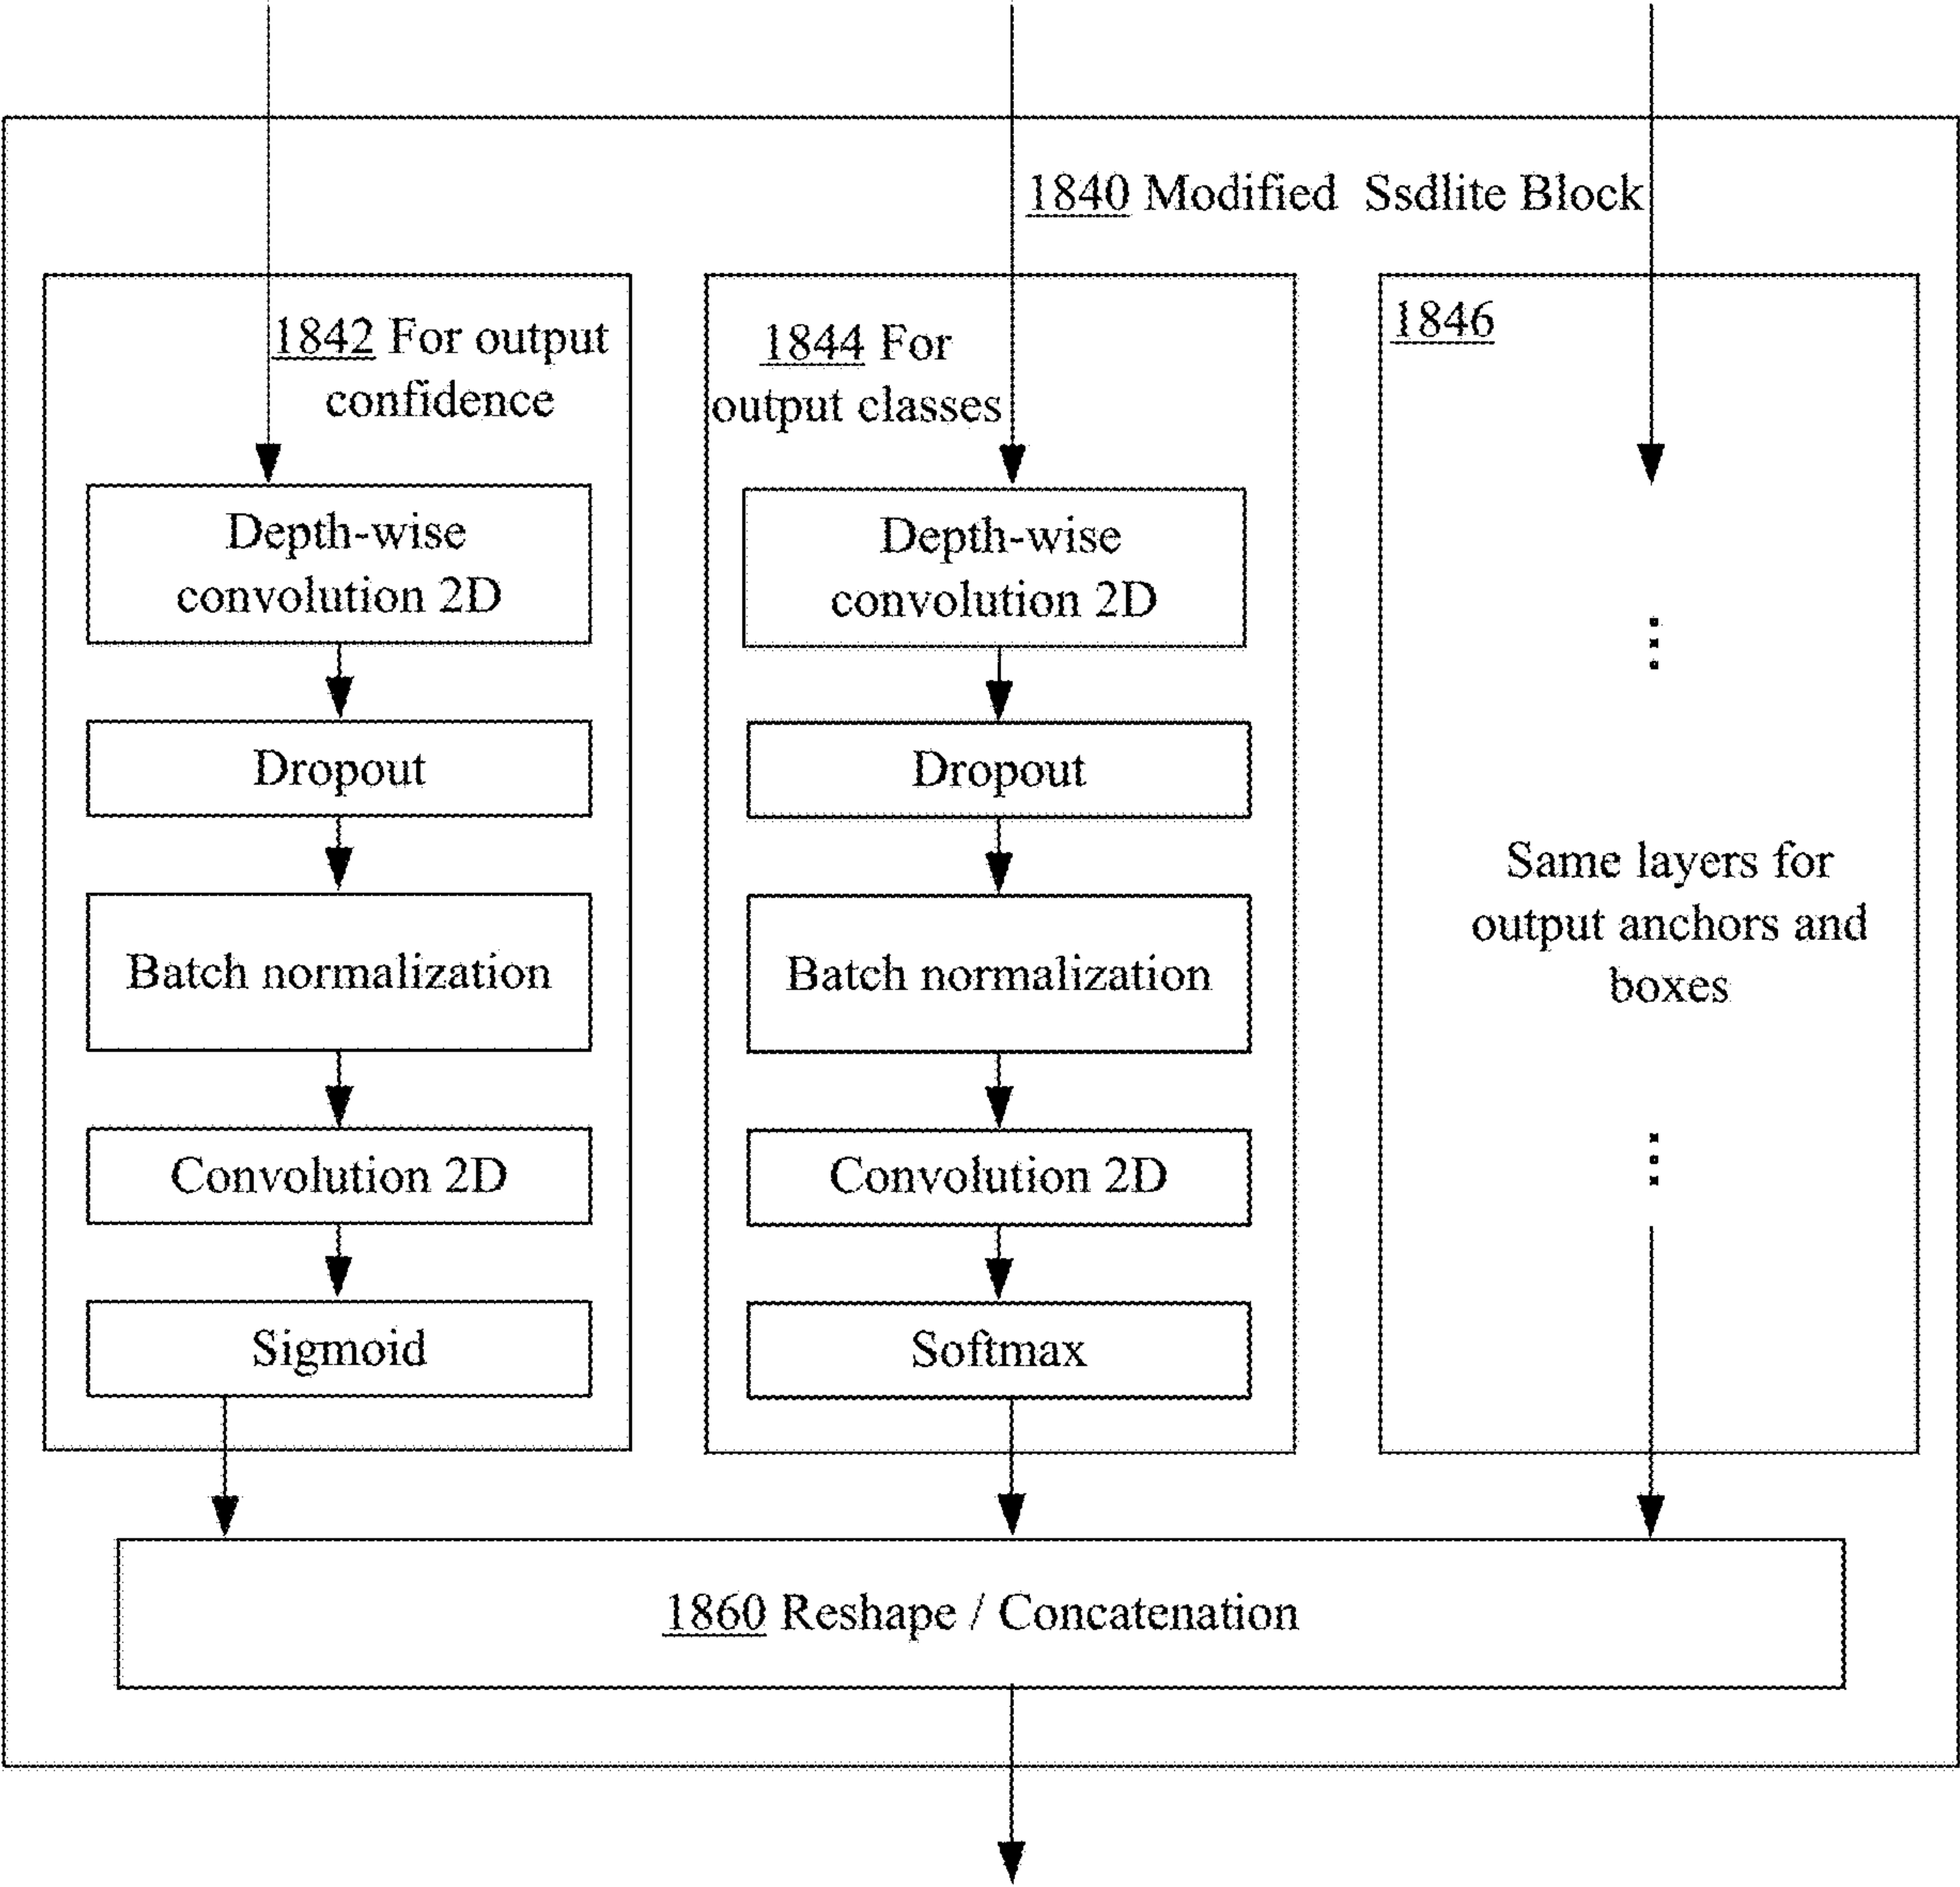 1840 Modified Ssdlite Block
1842 For output
confidence
Depth-wise
convolution 2D
Dropout
Batch normalization
Convolution 2D
Sigmoid
1844 For
output classes
Depth-wise
convolution 2D
Dropout
Batch normalization
Convolution 2D
Softmax
1846
Same layers for
output anchors and
boxes
1860 Reshape / Concatenation